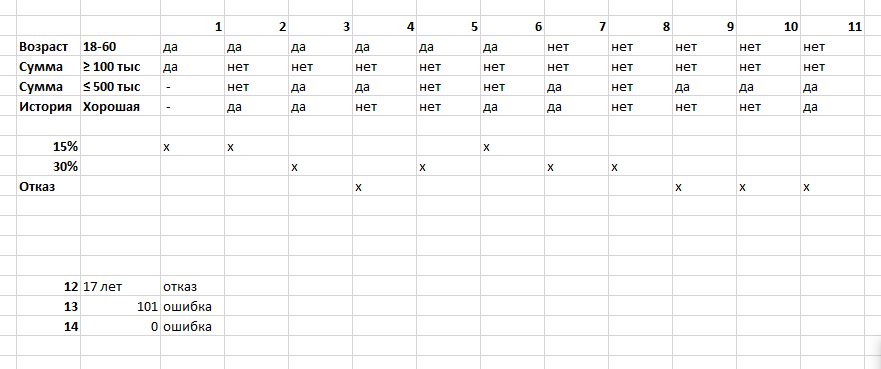 1 2 3 4 5 6 7 8 9 10 11
Возраст 18-60 да да да да да да нет нет нет нет нет
Сумма ≥ 100 тыс да нет нет нет нет нет нет нет нет нет нет
Сумма ≤ 500 тыс - нет да да нет нет да нет да да да
История Хорошая - да да нет нет да да нет нет нет да
15% x x x
30% x x x x
Отказ x x x x
12 17 лет отказ
13 101 ошибка
14 0 ошибка